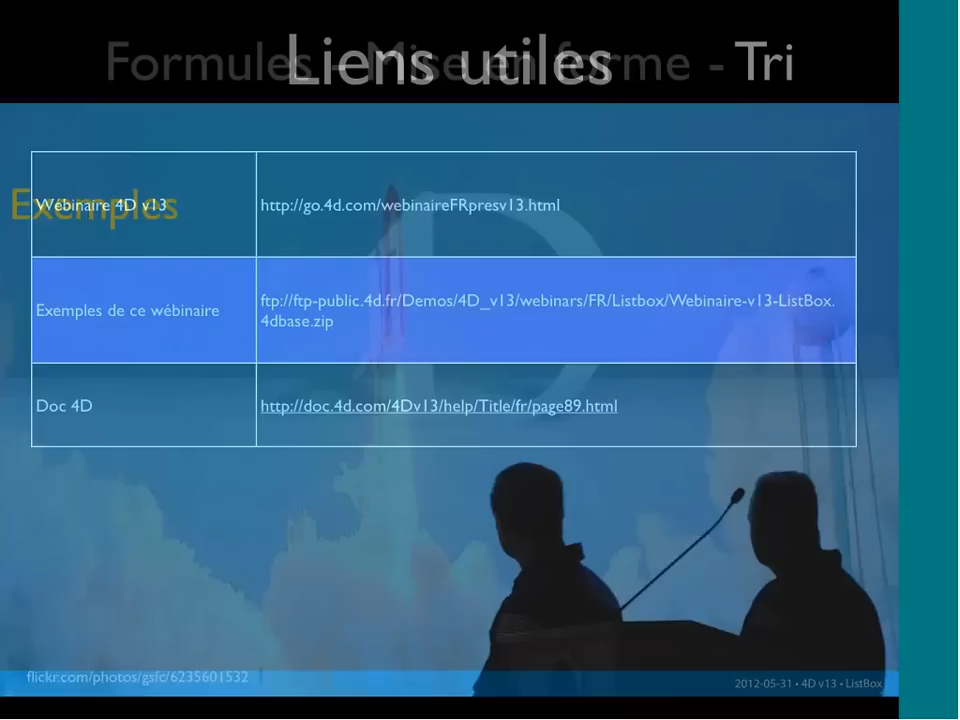 Formules - Mise en forme - Tri
Liens utiles
Exemples
Wébinaire 4D v13
http://go.4d.com/webinaireFRpresv13.html
Exemples de ce wébinaire
ftp://ftp-public.4d.fr/Demos/4D_v13/webinars/FR/Listbox/Webinaire-v13-ListBox.
4dbase.zip
Doc 4D
http://doc.4d.com/4Dv13/help/Title/fr/page89.html
flickr.com/photos/gsfc/6235601532
2012-05-31 • 4D v13 • ListBox